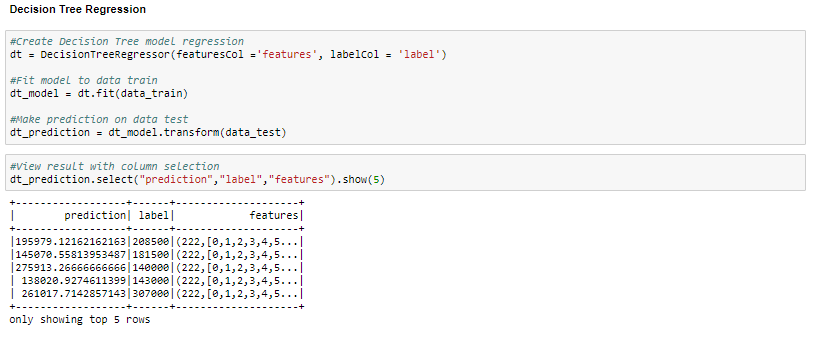 Decision Tree Regression
#Create Decision Tree model regression
dt = DecisionTreeRegressor(featuresCol ='features', labelCol = 'label')
#Fit model to data train
dt_model = dt.fit(data_train)
#Make prediction on data test
dt_prediction = dt_model.transform(data_test)
#View result with column selection
dt_prediction.select("prediction","label","features").show(5)
+------------------+------+--------------------+
|        prediction| label|            features|
+------------------+------+--------------------+
|195979.12162162163|208500|(222,[0,1,2,3,4,5...|
|145070.55813953487|181500|(222,[0,1,2,3,4,5...|
|275913.26666666666|140000|(222,[0,1,2,3,4,5...|
| 138020.9274611399|143000|(222,[0,1,2,3,4,5...|
| 261017.7142857143|307000|(222,[0,1,2,3,4,5...|
+------------------+------+--------------------+
only showing top 5 rows